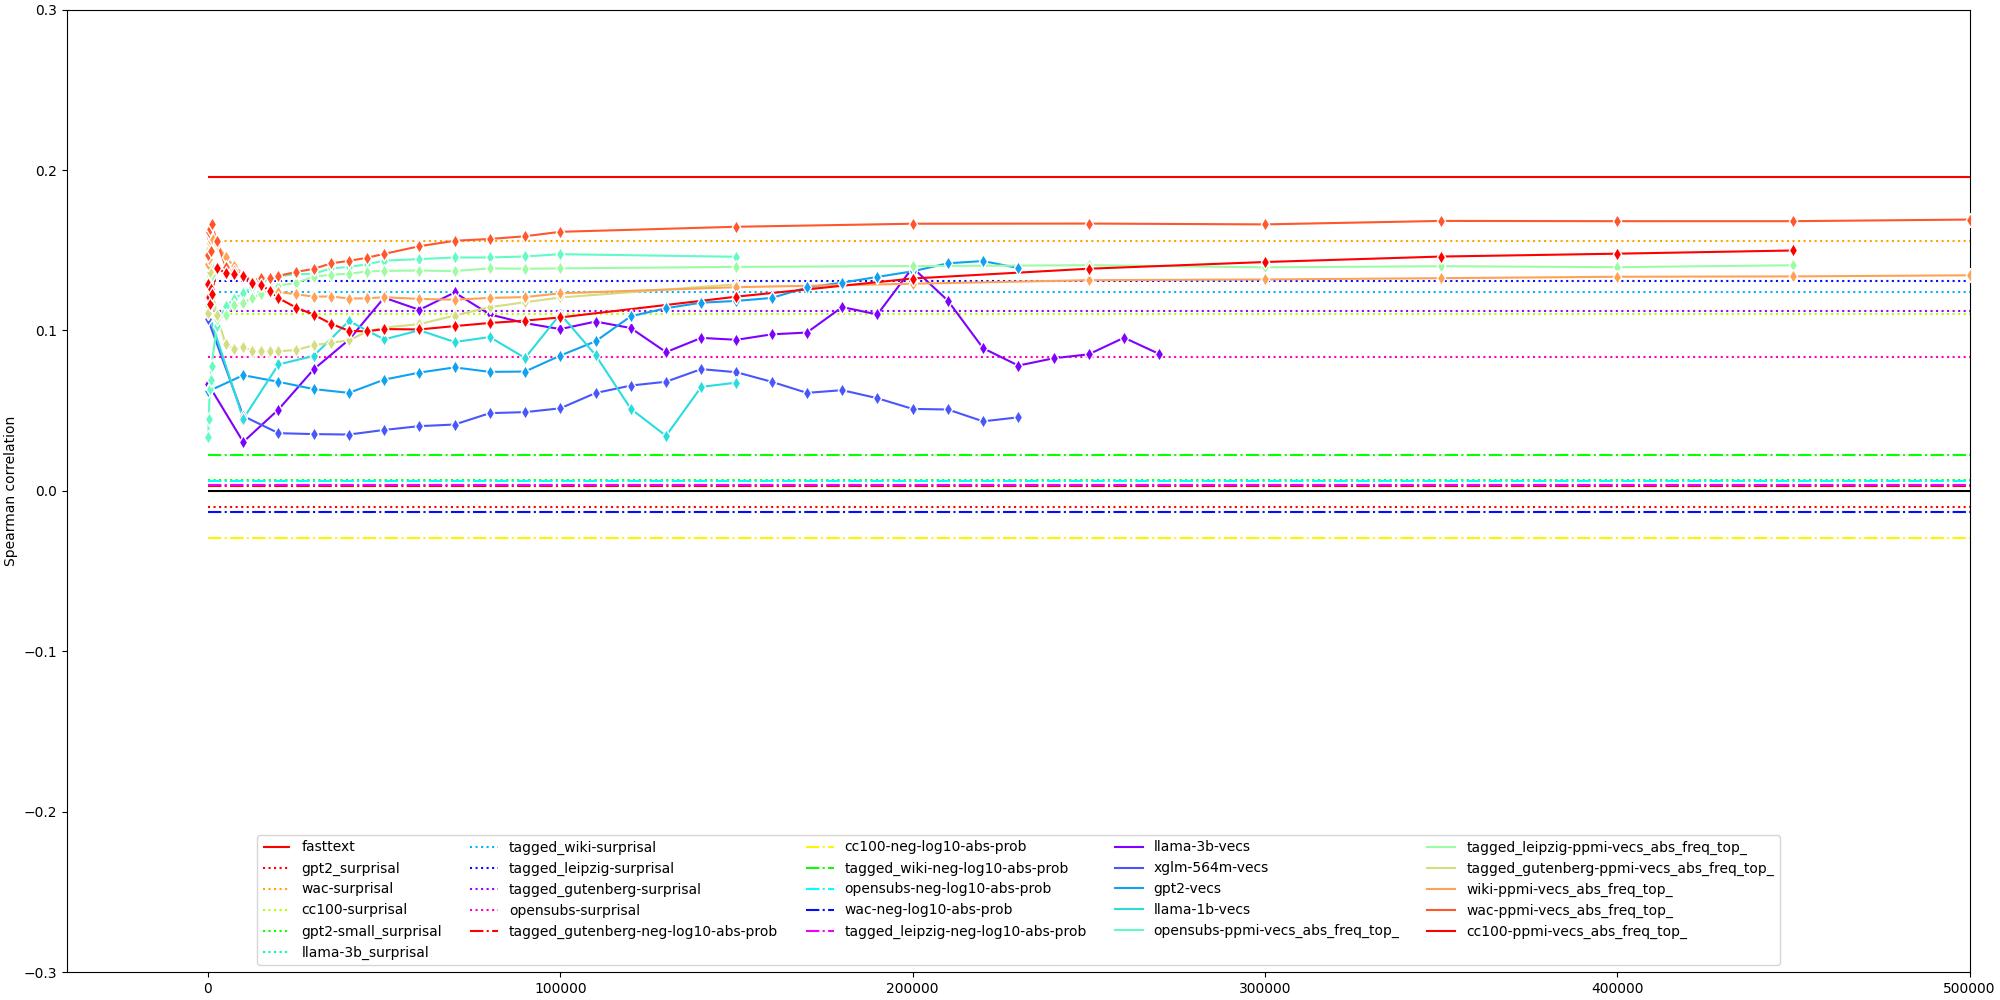 0.3
0.2
0.1
0.0
−0.1
−0.2
−0.3
Spearman correlation
fasttext
gpt2_surprisal
wac-surprisal
cc100-surprisal
gpt2-small_surprisal
llama-3b_surprisal
tagged_wiki-surprisal
tagged_leipzig-surprisal
tagged_gutenberg-surprisal
opensubs-surprisal
tagged_gutenberg-neg-log10-abs-prob
cc100-neg-log10-abs-prob
tagged_wiki-neg-log10-abs-prob
opensubs-neg-log10-abs-prob
wac-neg-log10-abs-prob
tagged_leipzig-neg-log10-abs-prob
llama-3b-vecs
xglm-564m-vecs
gpt2-vecs
llama-1b-vecs
opensubs-ppmi-vecs_abs_freq_top_
tagged_leipzig-ppmi-vecs_abs_freq_top_
tagged_gutenberg-ppmi-vecs_abs_freq_top_
wiki-ppmi-vecs_abs_freq_top_
wac-ppmi-vecs_abs_freq_top_
cc100-ppmi-vecs_abs_freq_top_
0
100000
200000
300000
400000
500000